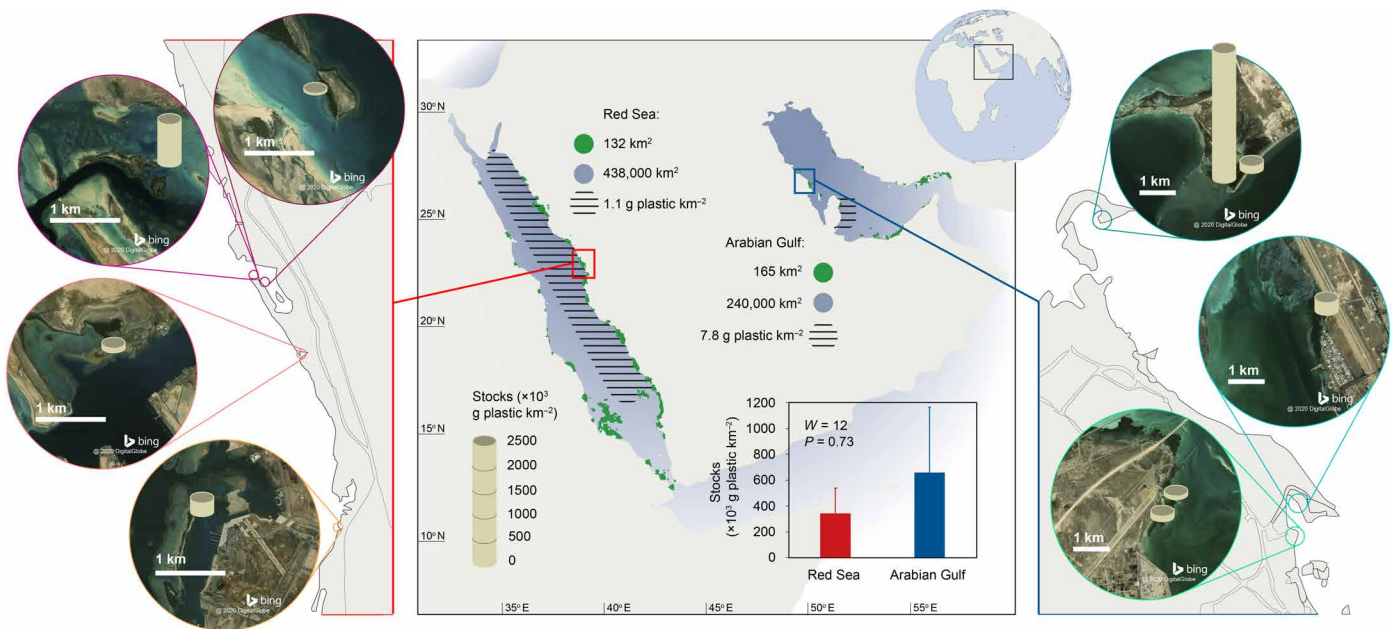 1 km
bing
@ 2020 DigitalGlobe
1 km
bing
@ 2020 DigitalGlobe
1 km
bing
@ 2020 DigitalGlobe
1 km
bing
@ 2020 DigitalGlobe
30° N
25° N
20° N
15° N
10° N
35° E
40° E
45° E
50° E
55° E
Red Sea:
132 km²
438,000 km²
1.1 g plastic km⁻²
Arabian Gulf:
165 km²
240,000 km²
7.8 g plastic km⁻²
Stocks (×10³
g plastic km⁻²)
2500
2000
1500
1000
500
0
Stocks
(×10³ g plastic km⁻²)
1200
1000
800
600
400
200
0
W = 12
P = 0.73
Red Sea
Arabian Gulf
1 km
bing
@ 2020 DigitalGlobe
1 km
bing
@ 2020 DigitalGlobe
1 km
bing
@ 2020 DigitalGlobe